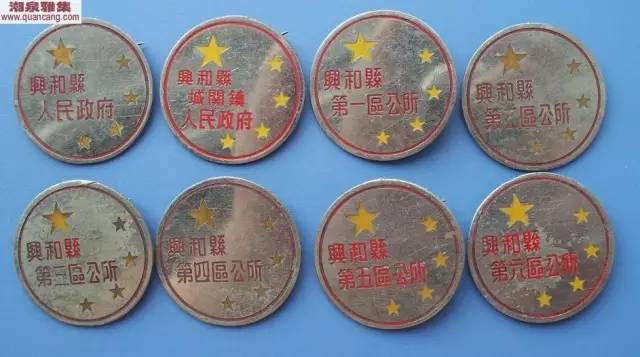 潮泉雅集
www.quancang.com
興和縣
人民政府
興和縣
城關鎮
人民政府
興和縣
第一區公所
興和縣
第二區公所
興和縣
第三區公所
興和縣
第四區公所
興和縣
第五區公所
興和縣
第六區公所